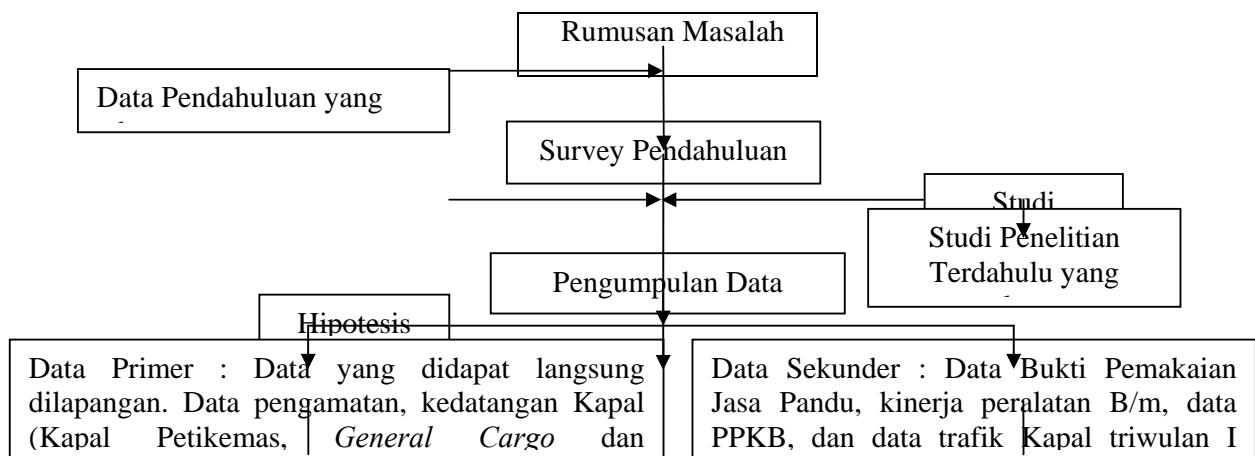 Rumusan Masalah
Data Pendahuluan yang
Survey Pendahuluan
Studi
Studi Penelitian
Terdahulu yang
Pengumpulan Data
Hipotesis
Data Primer : Data yang didapat langsung
dilapangan. Data pengamatan, kedatangan Kapal
(Kapal Petikemas, General Cargo dan
Data Sekunder : Data Bukti Pemakaian
Jasa Pandu, kinerja peralatan B/m, data
PPKB, dan data trafik Kapal triwulan I